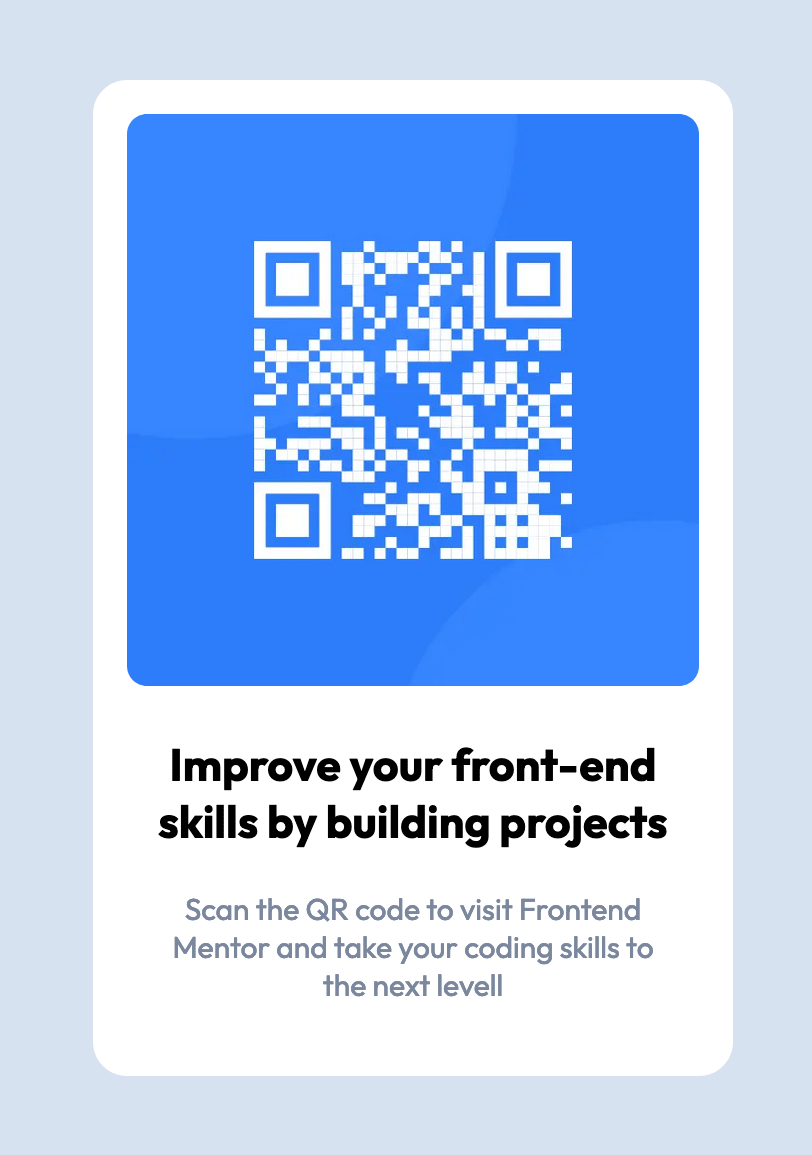 Improve your front-end
skills by building projects
Scan the QR code to visit Frontend
Mentor and take your coding skills to
the next levell